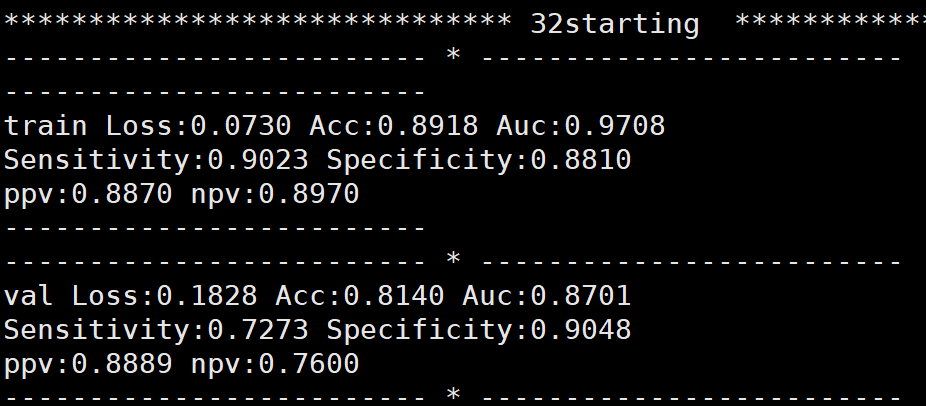 ****************************** 32starting  ************
------------------------- * -------------------------
-------------------------
train Loss:0.0730 Acc:0.8918 Auc:0.9708
Sensitivity:0.9023 Specificity:0.8810
ppv:0.8870 npv:0.8970
-------------------------
------------------------- * -------------------------
val Loss:0.1828 Acc:0.8140 Auc:0.8701
Sensitivity:0.7273 Specificity:0.9048
ppv:0.8889 npv:0.7600
------------------------- * -------------------------